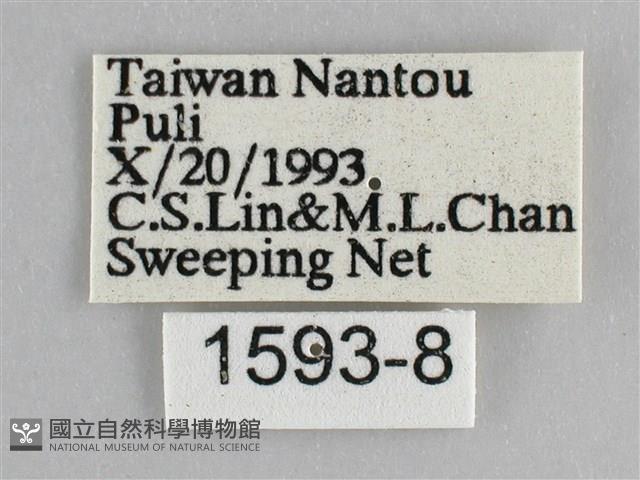 Taiwan Nantou
Puli
X/20/1993
C.S.Lin&M.L.Chan
Sweeping Net
1593-8
國立自然科學博物館
NATIONAL MUSEUM OF NATURAL SCIENCE